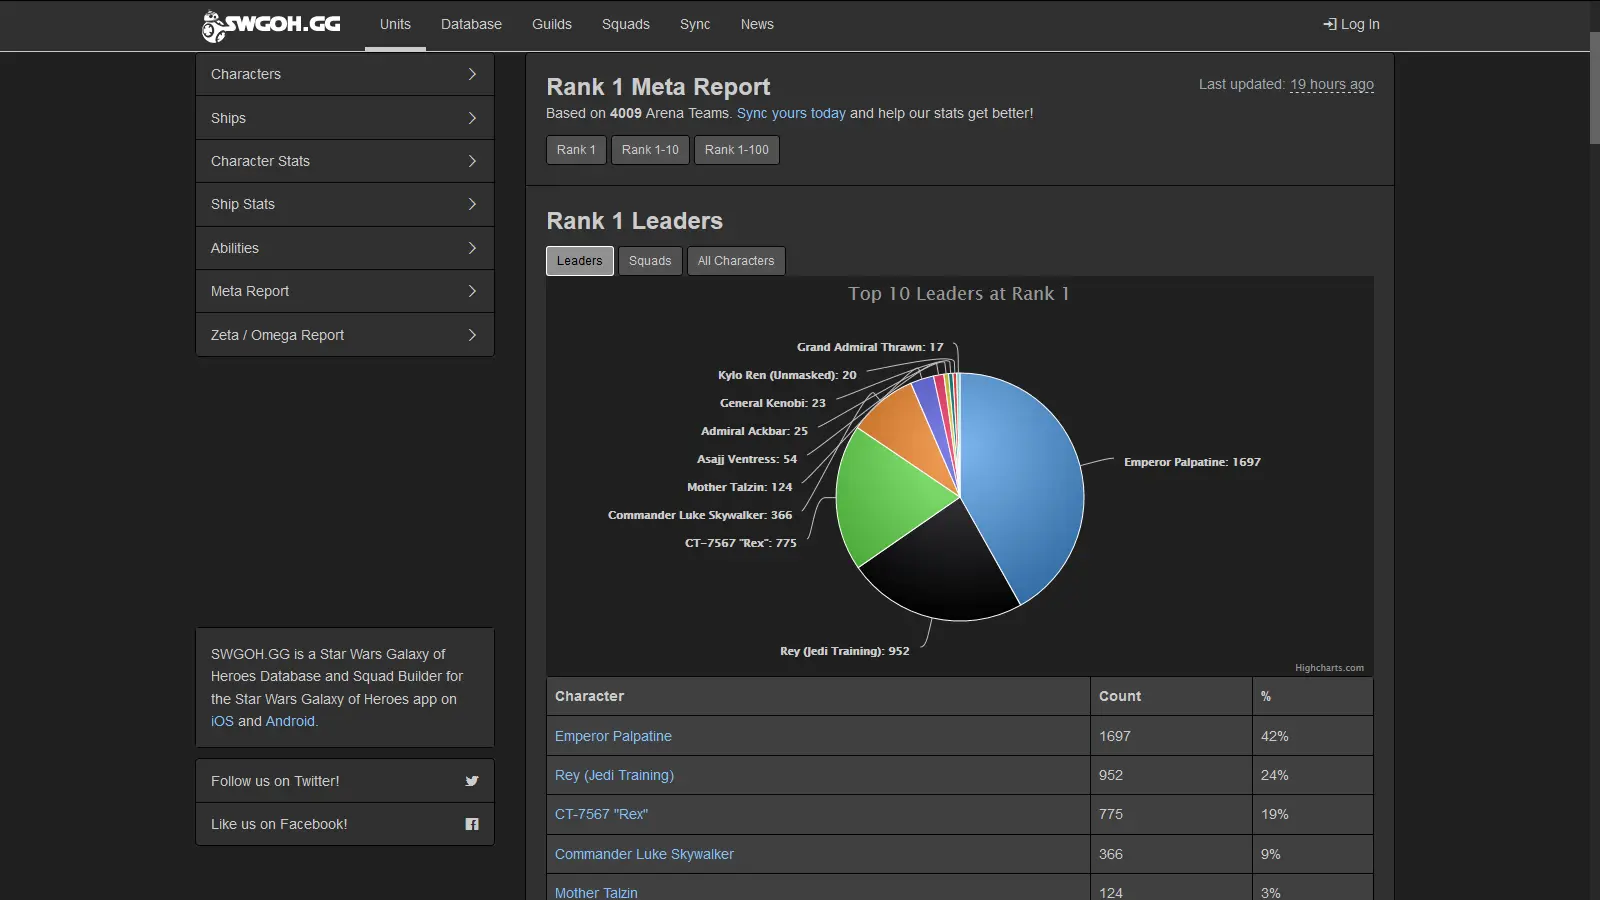 SWGOH.GG
Units
Database
Guilds
Squads
Sync
News
Log In
Characters
Ships
Character Stats
Ship Stats
Abilities
Meta Report
Zeta / Omega Report
SWGOH.GG is a Star Wars Galaxy of
Heroes Database and Squad Builder for
the Star Wars Galaxy of Heroes app on
iOS and Android.
Follow us on Twitter!
Like us on Facebook!
Rank 1 Meta Report
Last updated: 19 hours ago
Based on 4009 Arena Teams. Sync yours today and help our stats get better!
Rank 1
Rank 1-10
Rank 1-100
Rank 1 Leaders
Leaders
Squads
All Characters
Top 10 Leaders at Rank 1
Grand Admiral Thrawn: 17
Kylo Ren (Unmasked): 20
General Kenobi: 23
Admiral Ackbar: 25
Asajj Ventress: 54
Mother Talzin: 124
Commander Luke Skywalker: 366
CT-7567 "Rex": 775
Emperor Palpatine: 1697
Rey (Jedi Training): 952
Highcharts.com
Character Count %
Emperor Palpatine 1697 42%
Rey (Jedi Training) 952 24%
CT-7567 "Rex" 775 19%
Commander Luke Skywalker 366 9%
Mother Talzin 124 3%